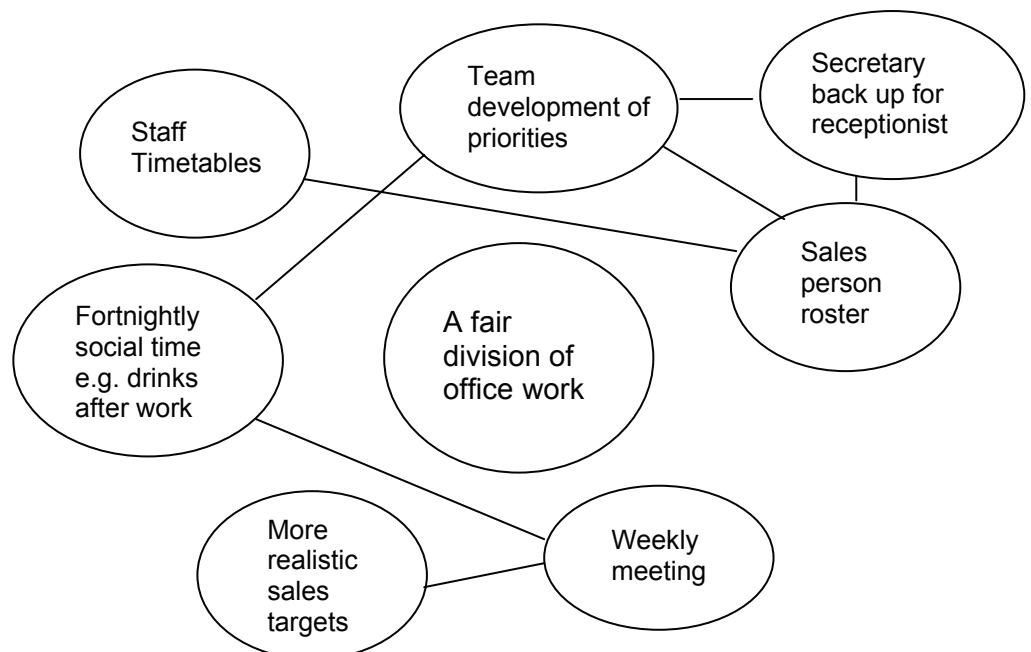 Staff
Timetables
Team
development of
priorities
Secretary
back up for
receptionist
Sales
person
roster
Fortnightly
social time
e.g. drinks
after work
A fair
division of
office work
More
realistic
sales
targets
Weekly
meeting